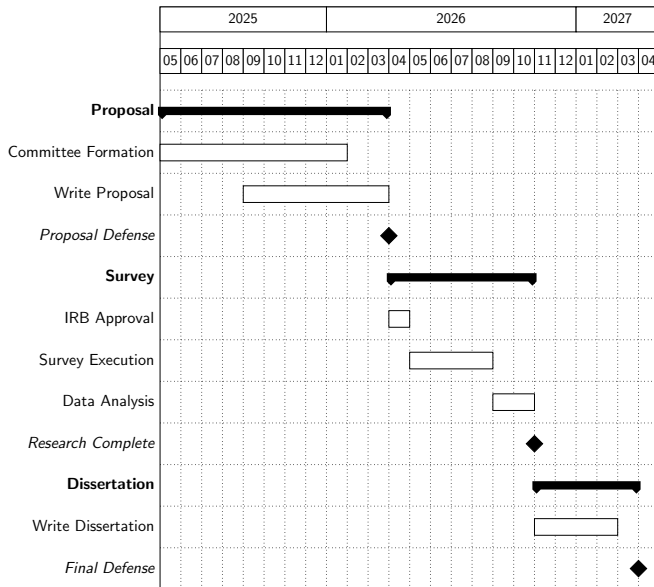 2025 2026 2027
05 06 07 08 09 10 11 12 01 02 03 04 05 06 07 08 09 10 11 12 01 02 03 04
Proposal
Committee Formation
Write Proposal
Proposal Defense
Survey
IRB Approval
Survey Execution
Data Analysis
Research Complete
Dissertation
Write Dissertation
Final Defense